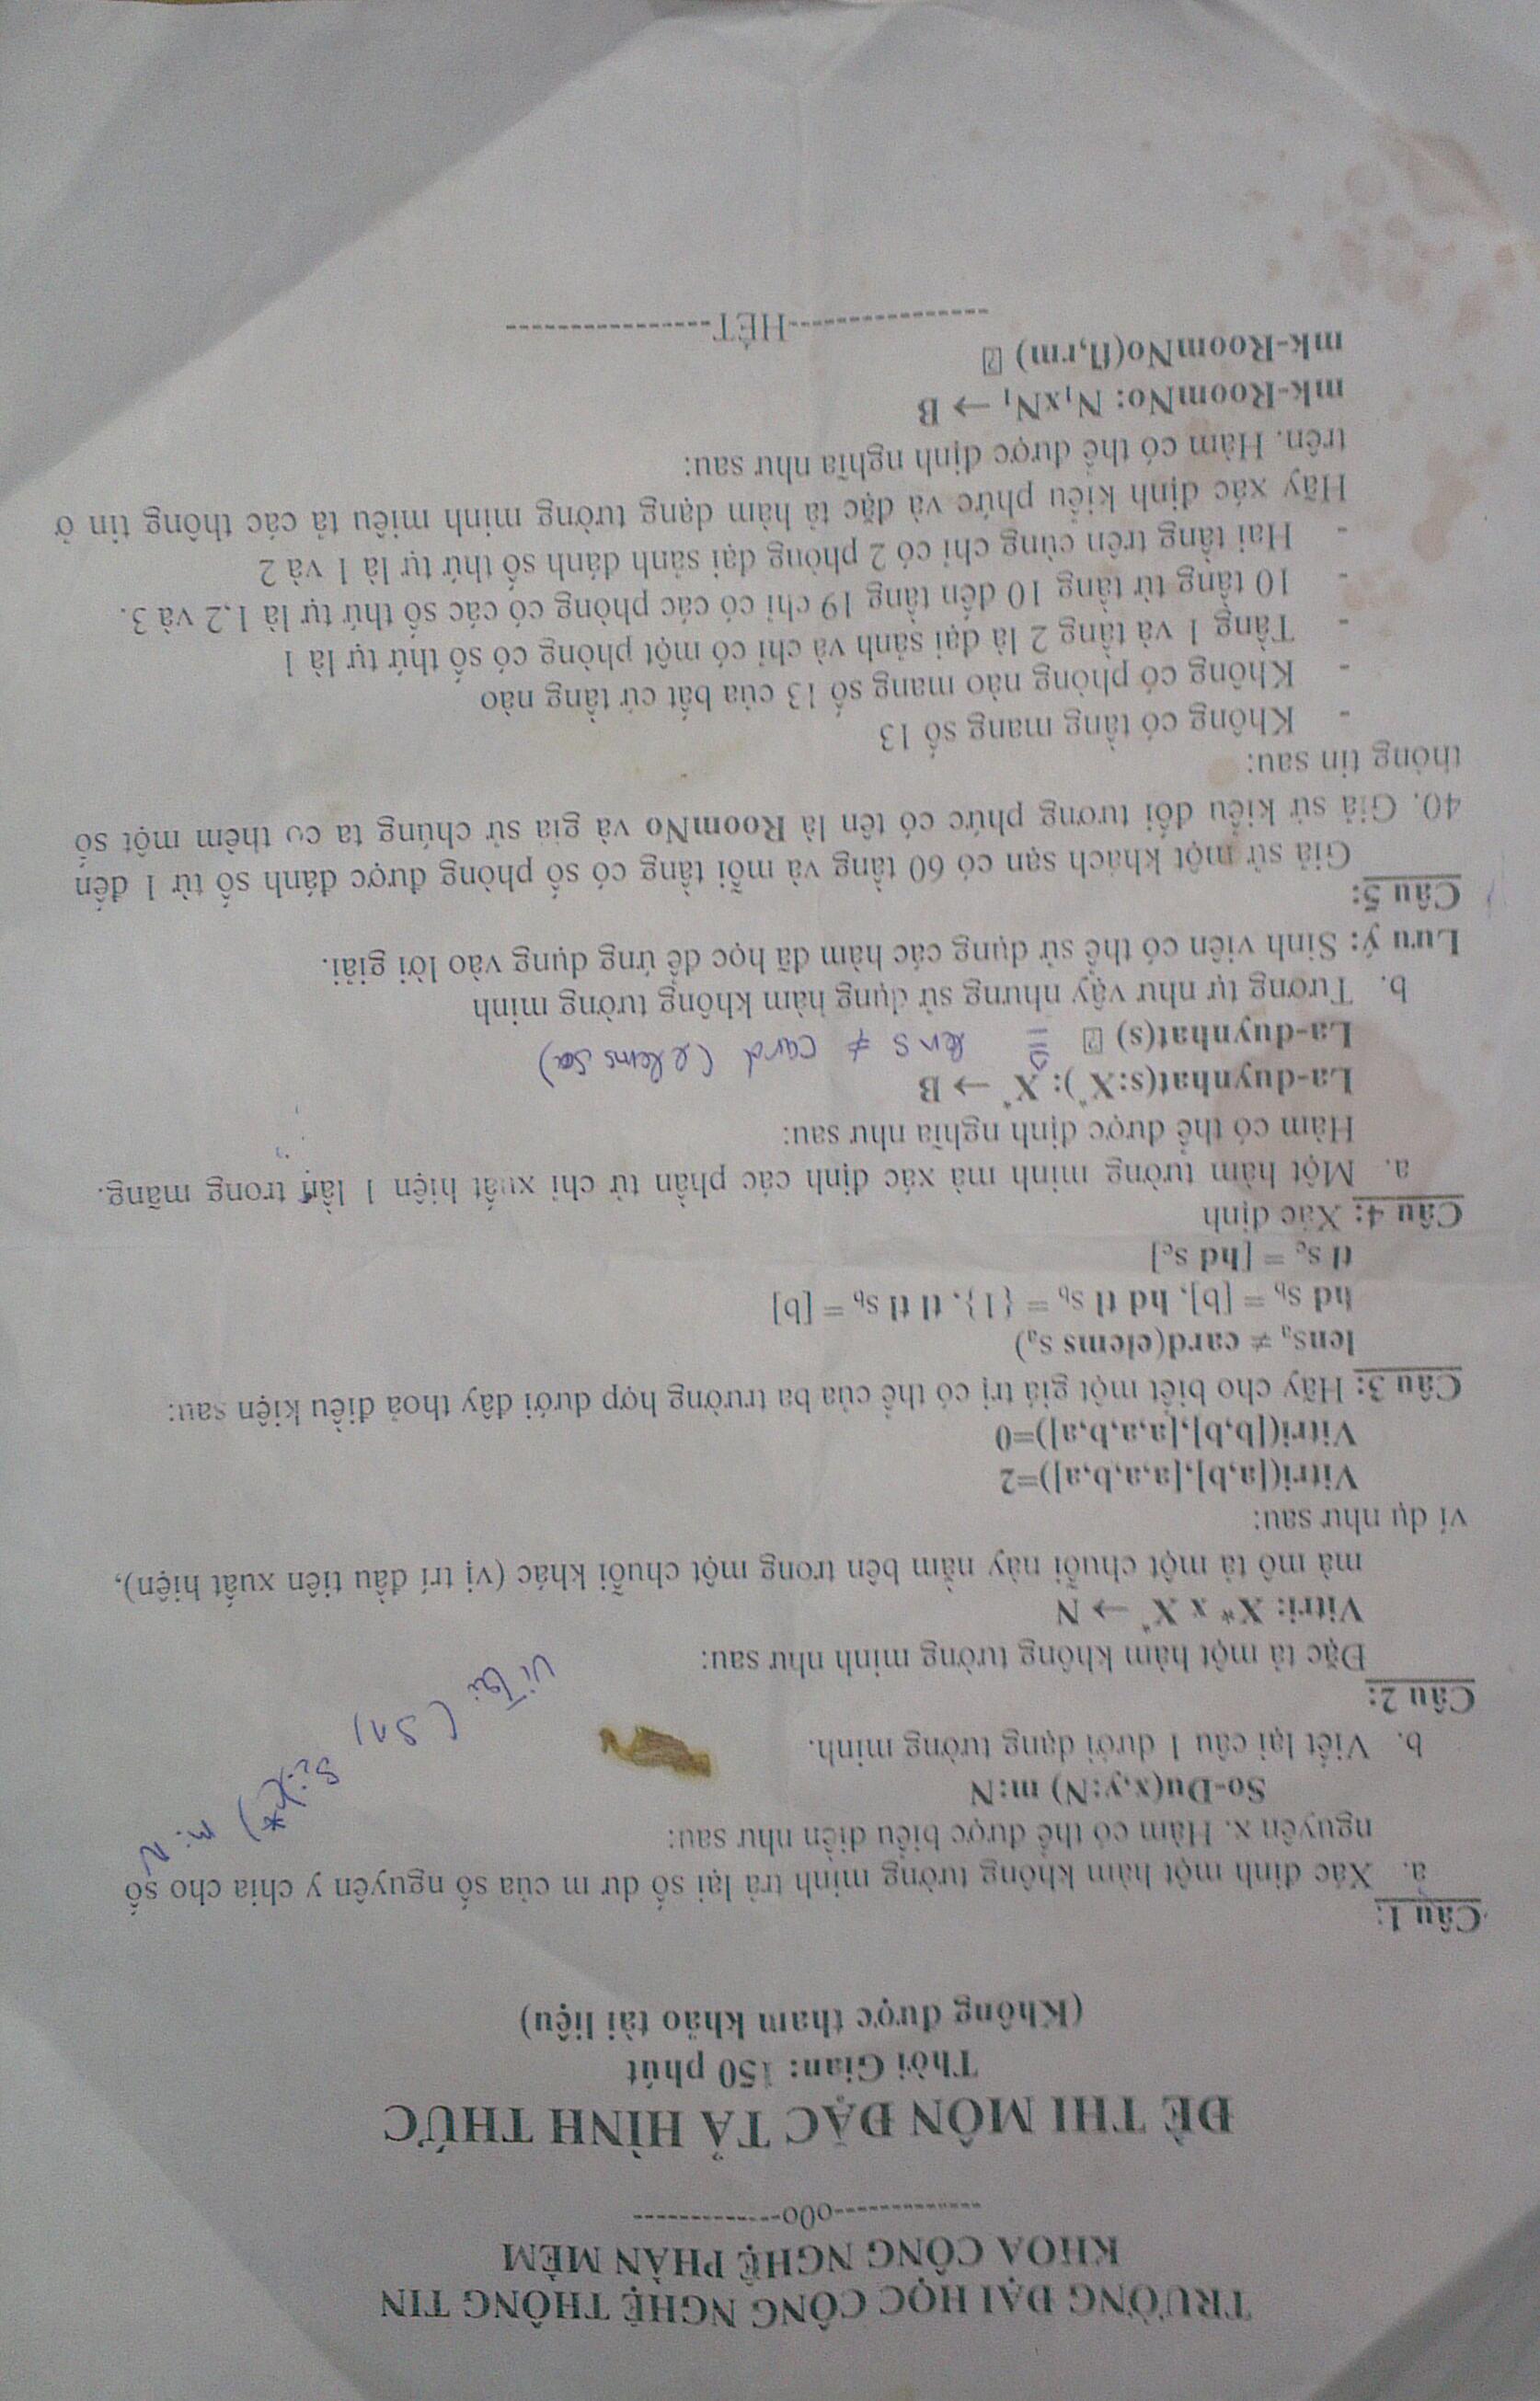 TRƯỜNG ĐẠI HỌC CÔNG NGHỆ THÔNG TIN
KHOA CÔNG NGHỆ PHẦN MỀM
--------------o0o--------------
ĐỀ THI MÔN ĐẶC TẢ HÌNH THỨC
Thời Gian: 150 phút
(Không được tham khảo tài liệu)
Câu 1:
a. Xác định một hàm không tường minh trả lại số dư m của số nguyên y chia cho số
nguyên x. Hàm có thể được biểu diễn như sau:
So-Du(x,y:N) m:N
b. Viết lại câu 1 dưới dạng tường minh.
Câu 2:
Đặc tả một hàm không tường minh như sau:
Vitri: X* x X* → N
mà mô tả một chuỗi này nằm bên trong một chuỗi khác (vị trí đầu tiên xuất hiện),
ví dụ như sau:
Vitri([a,b],[a,a,b,a])=2
Vitri([b,b],[a,a,b,a])=0
Câu 3: Hãy cho biết một giá trị có thể của ba trường hợp dưới đây thoả điều kiện sau:
lensₐ ≠ card(elems sₐ)
hd s_b = [b], hd tl s_b = {1}, tl tl s_b = [b]
tl s_c = [hd s_c]
Câu 4: Xác định
a. Một hàm tường minh mà xác định các phần tử chỉ xuất hiện 1 lần trong mãng.
Hàm có thể được định nghĩa như sau:
La-duynhat(s:X*): X* → B
La-duynhat(s) ≙ len s ≠ card (elems sa)
b. Tương tự như vậy nhưng sử dụng hàm không tường minh
Lưu ý: Sinh viên có thể sử dụng các hàm đã học để ứng dụng vào lời giải.
Câu 5:
Giả sử một khách sạn có 60 tầng và mỗi tầng có số phòng được đánh số từ 1 đến
40. Giả sử kiểu đối tượng phức có tên là RoomNo và giả sử chúng ta có thêm một số
thông tin sau:
- Không có tầng mang số 13
- Không có phòng nào mang số 13 của bất cứ tầng nào
- Tầng 1 và tầng 2 là đại sảnh và chỉ có một phòng có số thứ tự là 1
- 10 tầng từ tầng 10 đến tầng 19 chỉ có các phòng có các số thứ tự là 1,2 và 3.
- Hai tầng trên cùng chỉ có 2 phòng đại sảnh đánh số thứ tự là 1 và 2
Hãy xác định kiểu phức và đặc tả hàm dạng tường minh miêu tả các thông tin ở
trên. Hàm có thể được định nghĩa như sau:
mk-RoomNo: N₁xN₁ → B
mk-RoomNo(fl,rm)
----------------HẾT----------------